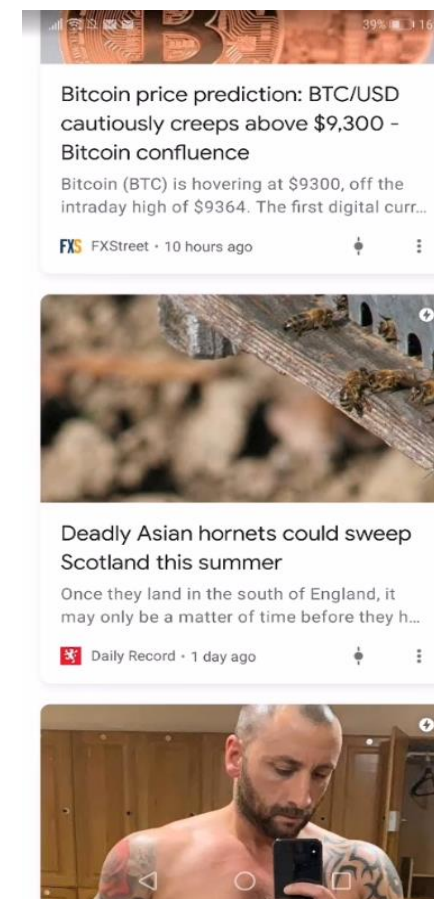 39% 16
Bitcoin price prediction: BTC/USD
cautiously creeps above $9,300 -
Bitcoin confluence
Bitcoin (BTC) is hovering at $9300, off the
intraday high of $9364. The first digital curr...
FXS FXStreet · 10 hours ago
Deadly Asian hornets could sweep
Scotland this summer
Once they land in the south of England, it
may only be a matter of time before they h...
Daily Record · 1 day ago